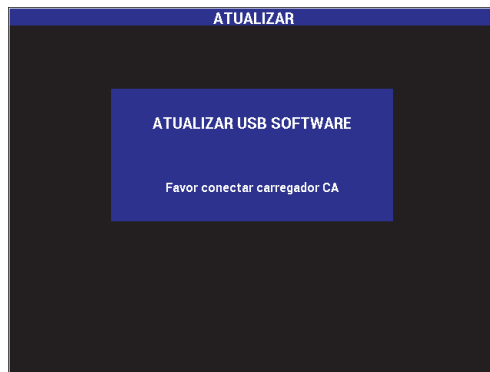 ATUALIZAR
ATUALIZAR USB SOFTWARE
Favor conectar carregador CA